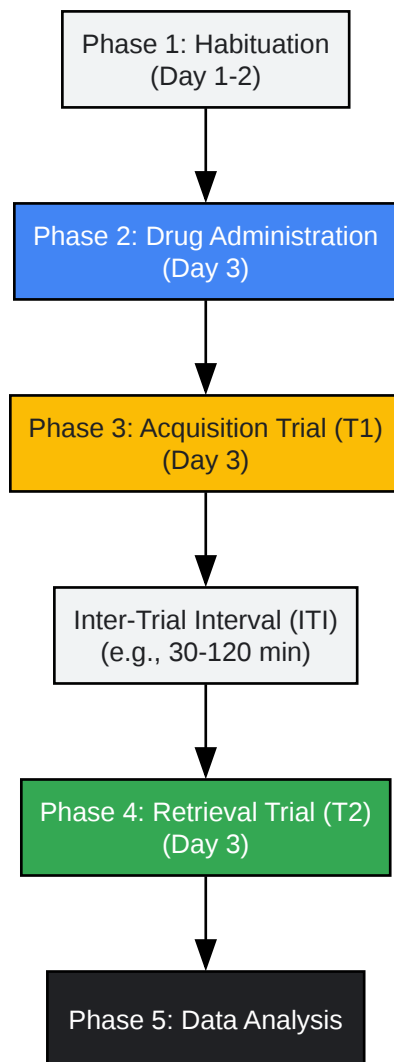 Phase 1: Habituation
(Day 1-2)
Phase 2: Drug Administration
(Day 3)
Phase 3: Acquisition Trial (T1)
(Day 3)
Inter-Trial Interval (ITI)
(e.g., 30-120 min)
Phase 4: Retrieval Trial (T2)
(Day 3)
Phase 5: Data Analysis